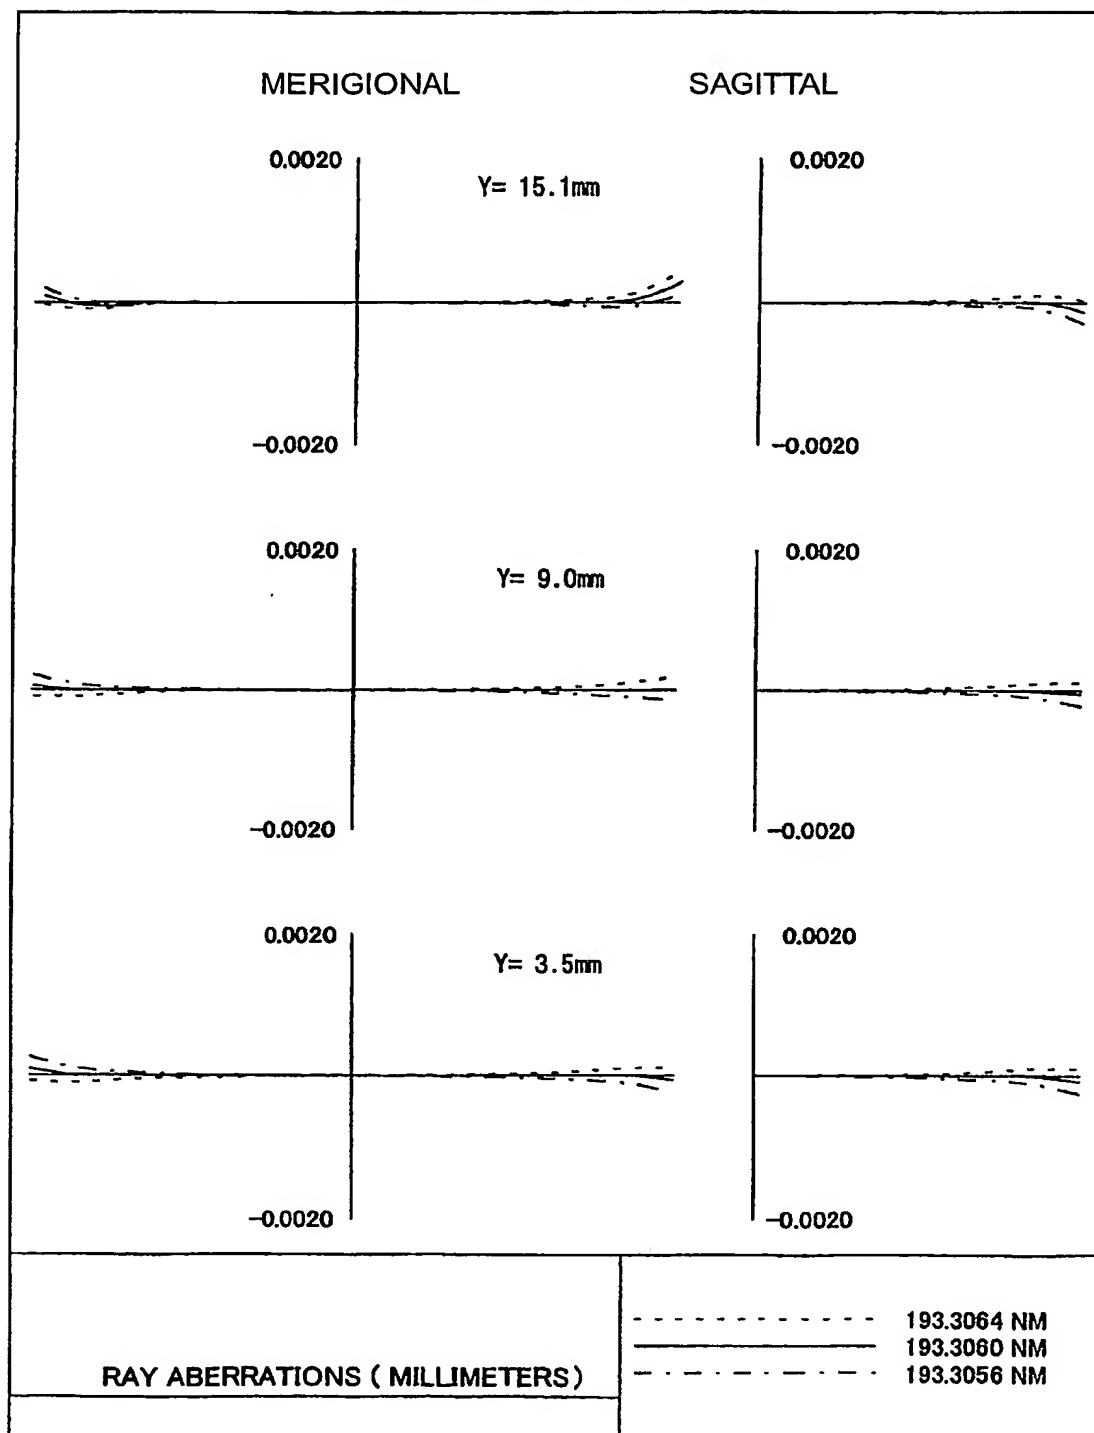 MERIGIONAL SAGITTAL
0.0020 0.0020
Y= 15.1mm
-0.0020 -0.0020
0.0020 0.0020
Y= 9.0mm
-0.0020 -0.0020
0.0020 0.0020
Y= 3.5mm
-0.0020 -0.0020
193.3064 NM
193.3060 NM
RAY ABERRATIONS ( MILLIMETERS ) 193.3056 NM